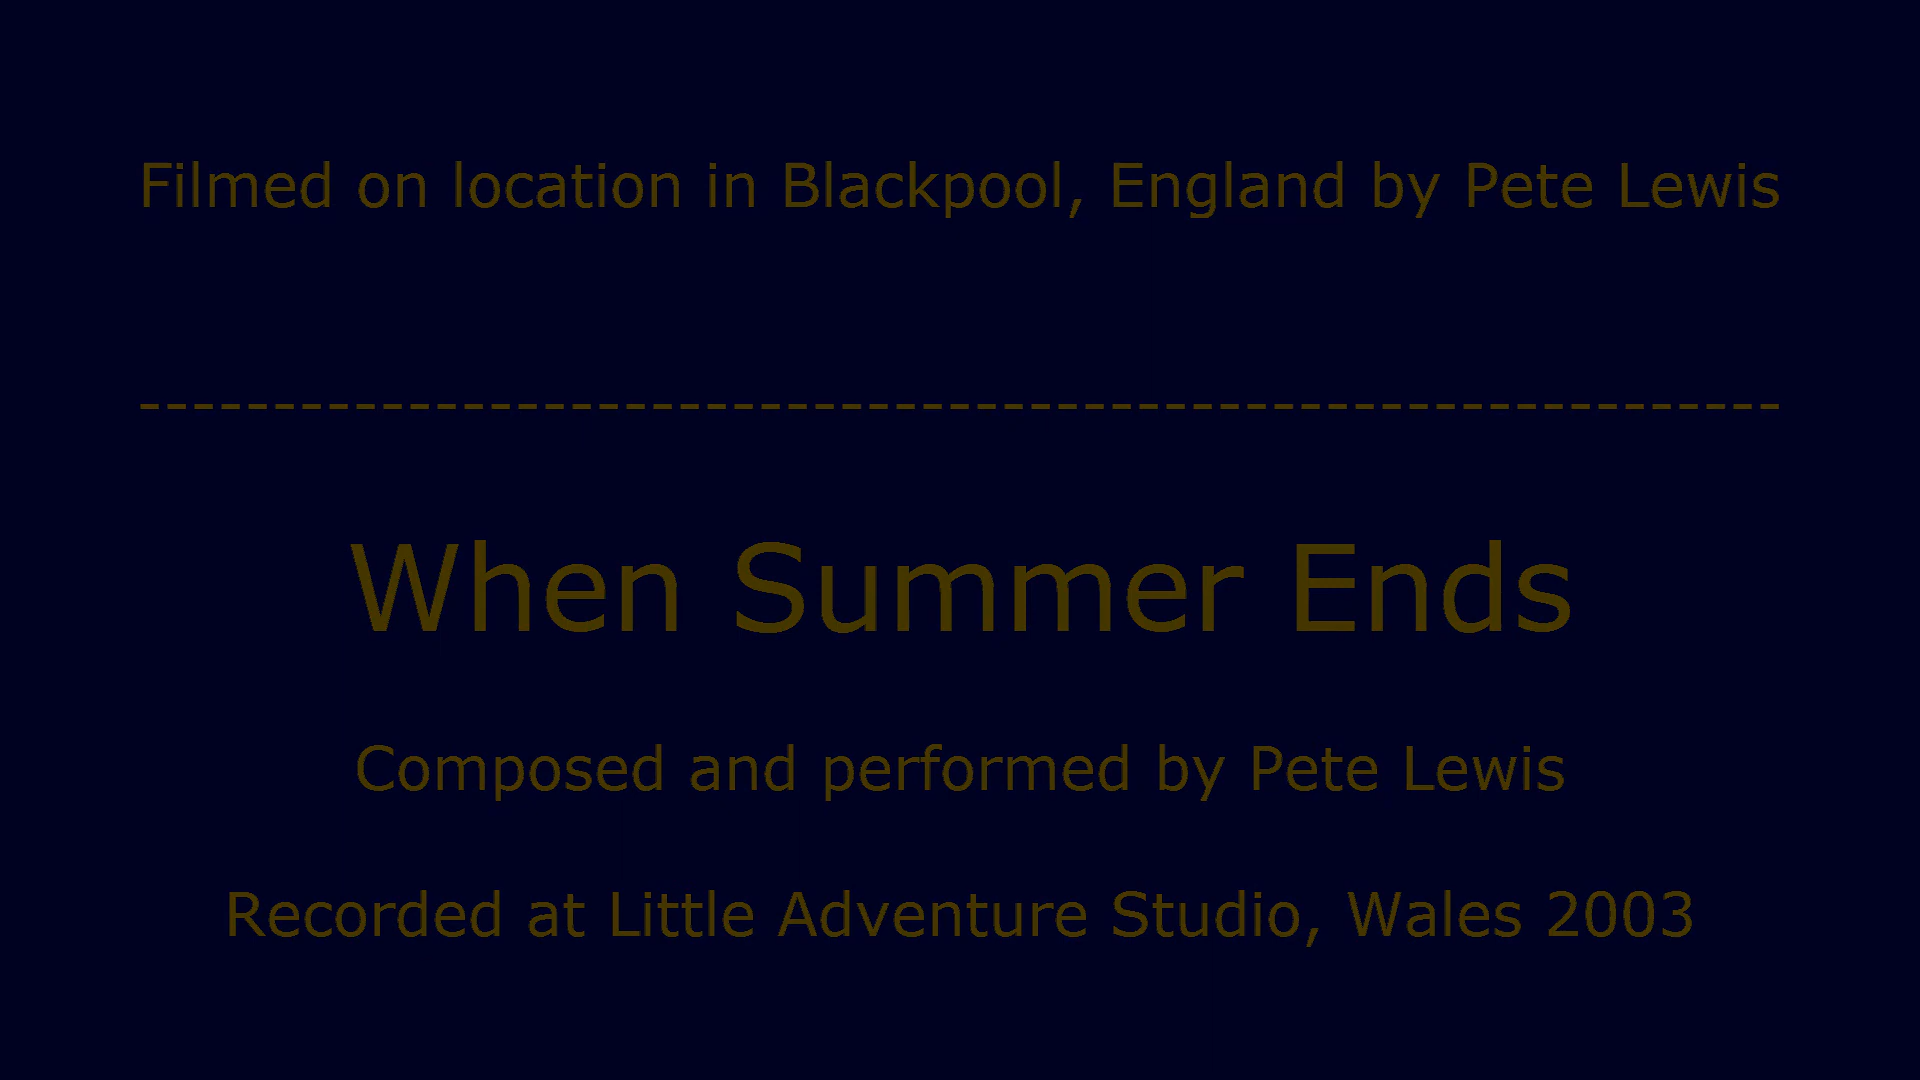 Filmed on location in Blackpool, England by Pete Lewis
-------------------------------------------------------------
When Summer Ends
Composed and performed by Pete Lewis
Recorded at Little Adventure Studio, Wales 2003